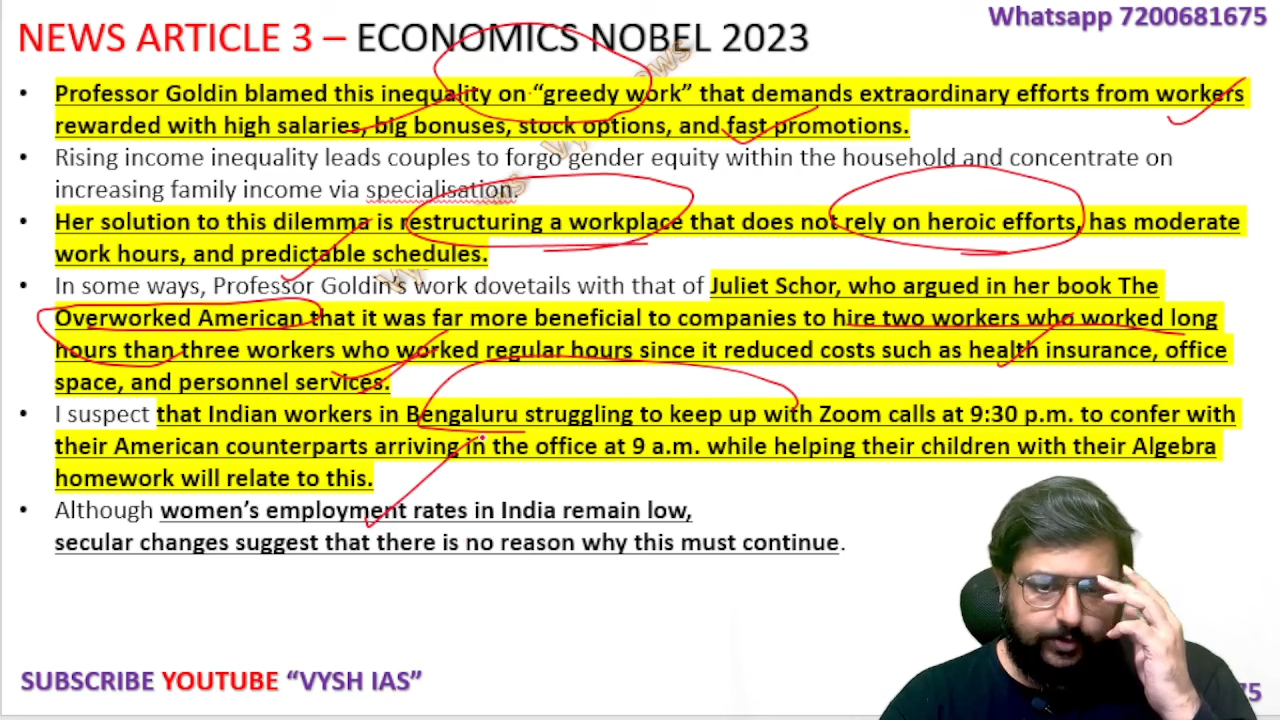 Whatsapp 7200681675
NEWS ARTICLE 3 – ECONOMICS NOBEL 2023
• Professor Goldin blamed this inequality on “greedy work” that demands extraordinary efforts from workers
rewarded with high salaries, big bonuses, stock options, and fast promotions.
• Rising income inequality leads couples to forgo gender equity within the household and concentrate on
increasing family income via specialisation.
• Her solution to this dilemma is restructuring a workplace that does not rely on heroic efforts, has moderate
work hours, and predictable schedules.
• In some ways, Professor Goldin’s work dovetails with that of Juliet Schor, who argued in her book The
Overworked American that it was far more beneficial to companies to hire two workers who worked long
hours than three workers who worked regular hours since it reduced costs such as health insurance, office
space, and personnel services.
• I suspect that Indian workers in Bengaluru struggling to keep up with Zoom calls at 9:30 p.m. to confer with
their American counterparts arriving in the office at 9 a.m. while helping their children with their Algebra
homework will relate to this.
• Although women’s employment rates in India remain low,
secular changes suggest that there is no reason why this must continue.
SUBSCRIBE YOUTUBE “VYSH IAS”
75